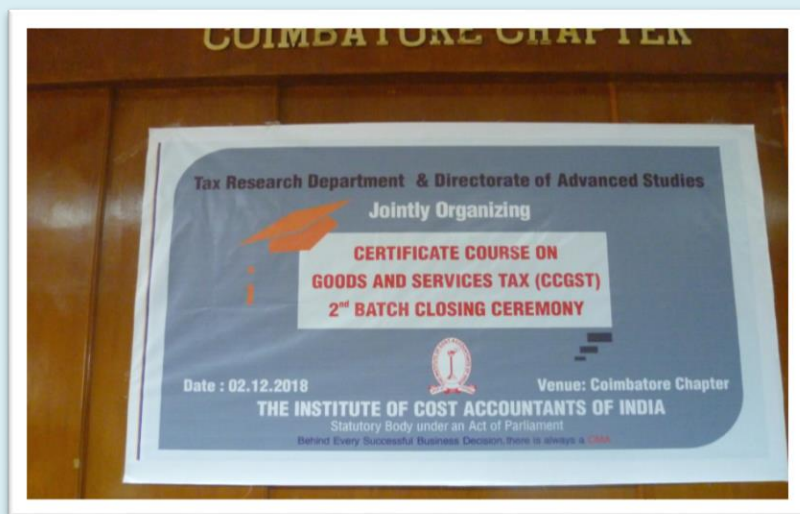 COIMBATORE CHAPTER
Tax Research Department & Directorate of Advanced Studies
Jointly Organizing
CERTIFICATE COURSE ON
GOODS AND SERVICES TAX (CCGST)
2nd BATCH CLOSING CEREMONY
Date : 02.12.2018
Venue: Coimbatore Chapter
THE INSTITUTE OF COST ACCOUNTANTS OF INDIA
Statutory Body under an Act of Parliament
Behind Every Successful Business Decision, there is always a CMA